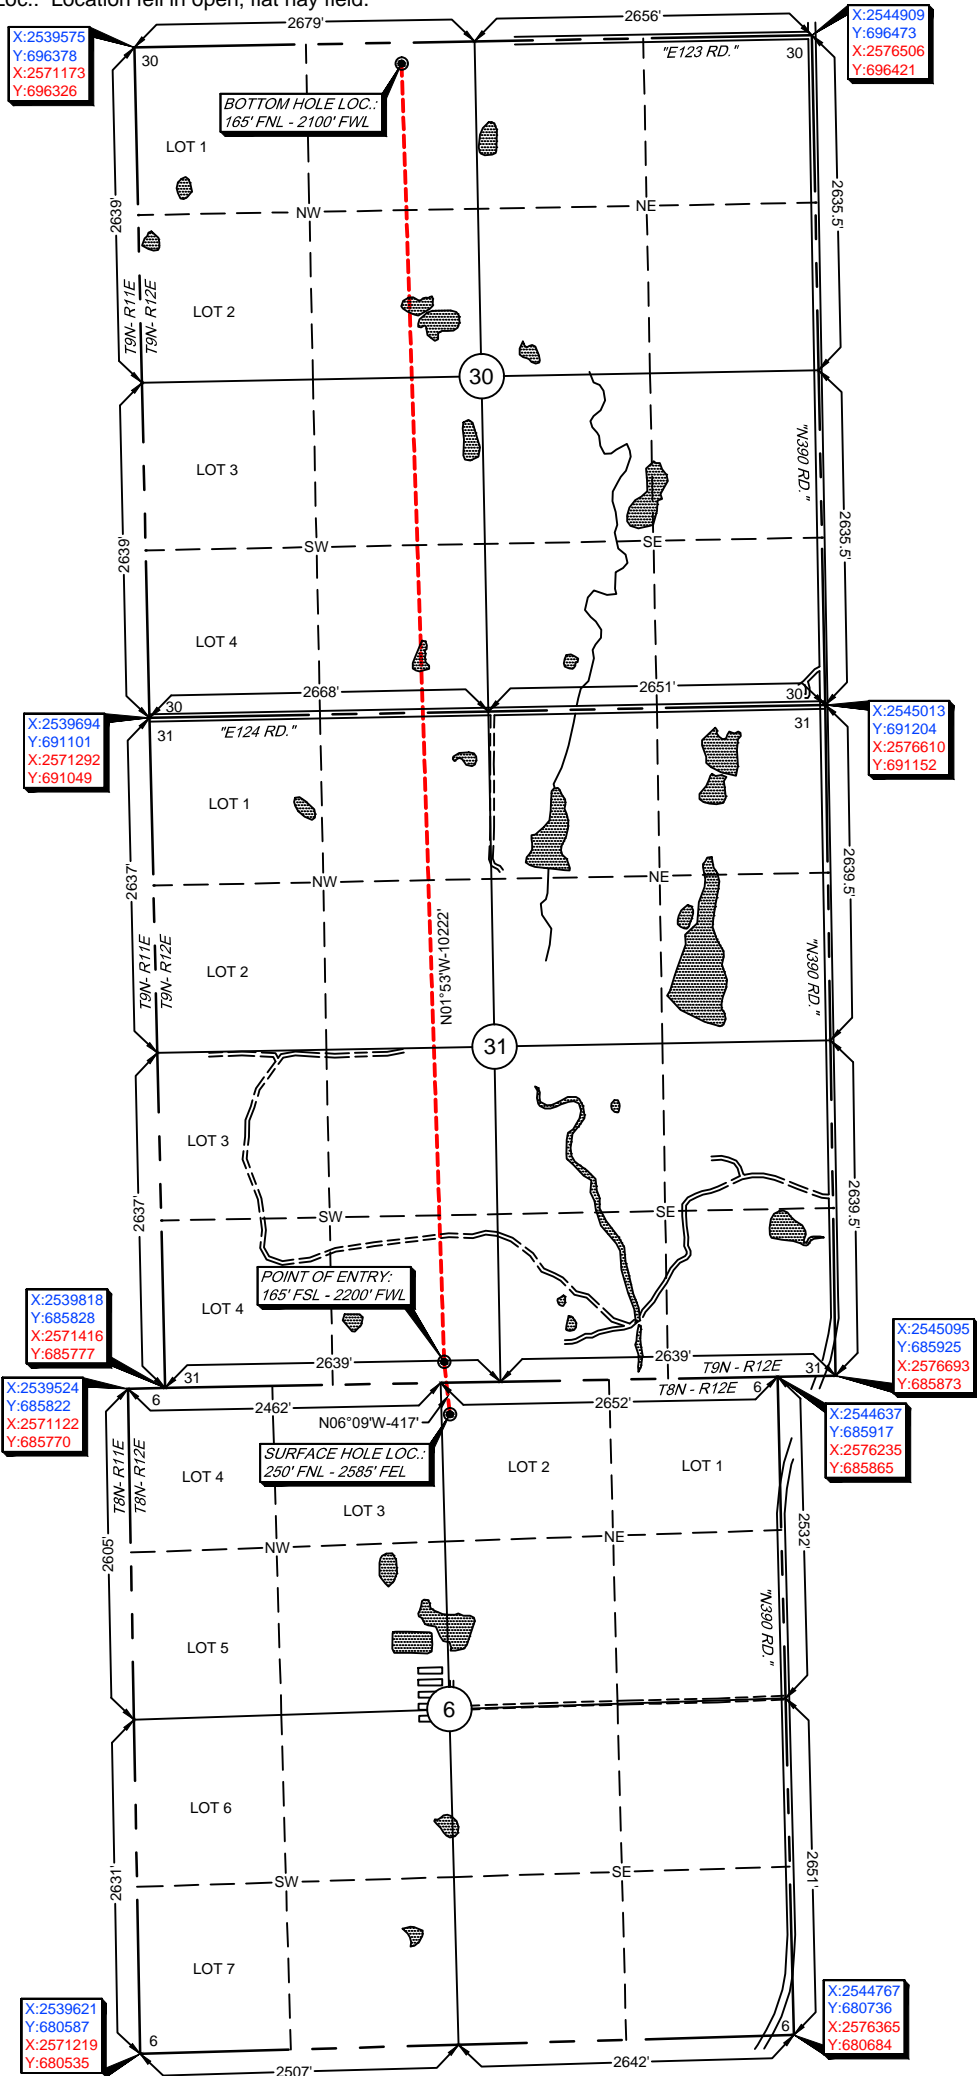 Loc.: Location fell in open, flat hay field.
2679'
2656'
X:2539575
Y:696378
X:2571173
Y:696326
X:2544909
Y:696473
X:2576506
Y:696421
30
"E123 RD."
30
BOTTOM HOLE LOC.:
165' FNL - 2100' FWL
LOT 1
2639'
2635.5'
NW
NE
T9N- R11E
T9N- R12E
LOT 2
30
LOT 3
"N390 RD."
2639'
2635.5'
SW
SE
LOT 4
2668'
2651'
30
30
X:2539694
Y:691101
X:2571292
Y:691049
31
"E124 RD."
31
X:2545013
Y:691204
X:2576610
Y:691152
LOT 1
2637'
2639.5'
NW
NE
T9N- R11E
T9N- R12E
LOT 2
N01°53'W-10222'
"N390 RD."
31
LOT 3
2637'
2639.5'
SW
SE
POINT OF ENTRY:
165' FSL - 2200' FWL
LOT 4
X:2539818
Y:685828
X:2571416
Y:685777
X:2545095
Y:685925
X:2576693
Y:685873
31
2639'
2639'
T9N - R12E
31
X:2539524
Y:685822
X:2571122
Y:685770
6
2462'
2652'
T8N - R12E
6
N06°09'W-417'
X:2544637
Y:685917
X:2576235
Y:685865
SURFACE HOLE LOC.:
250' FNL - 2585' FEL
T8N- R11E
T8N- R12E
LOT 4
LOT 3
LOT 2
LOT 1
2605'
2532'
NW
NE
"N390 RD."
LOT 5
6
LOT 6
2631'
2651'
SW
SE
LOT 7
X:2539621
Y:680587
X:2571219
Y:680535
X:2544767
Y:680736
X:2576365
Y:680684
6
6
2507'
2642'